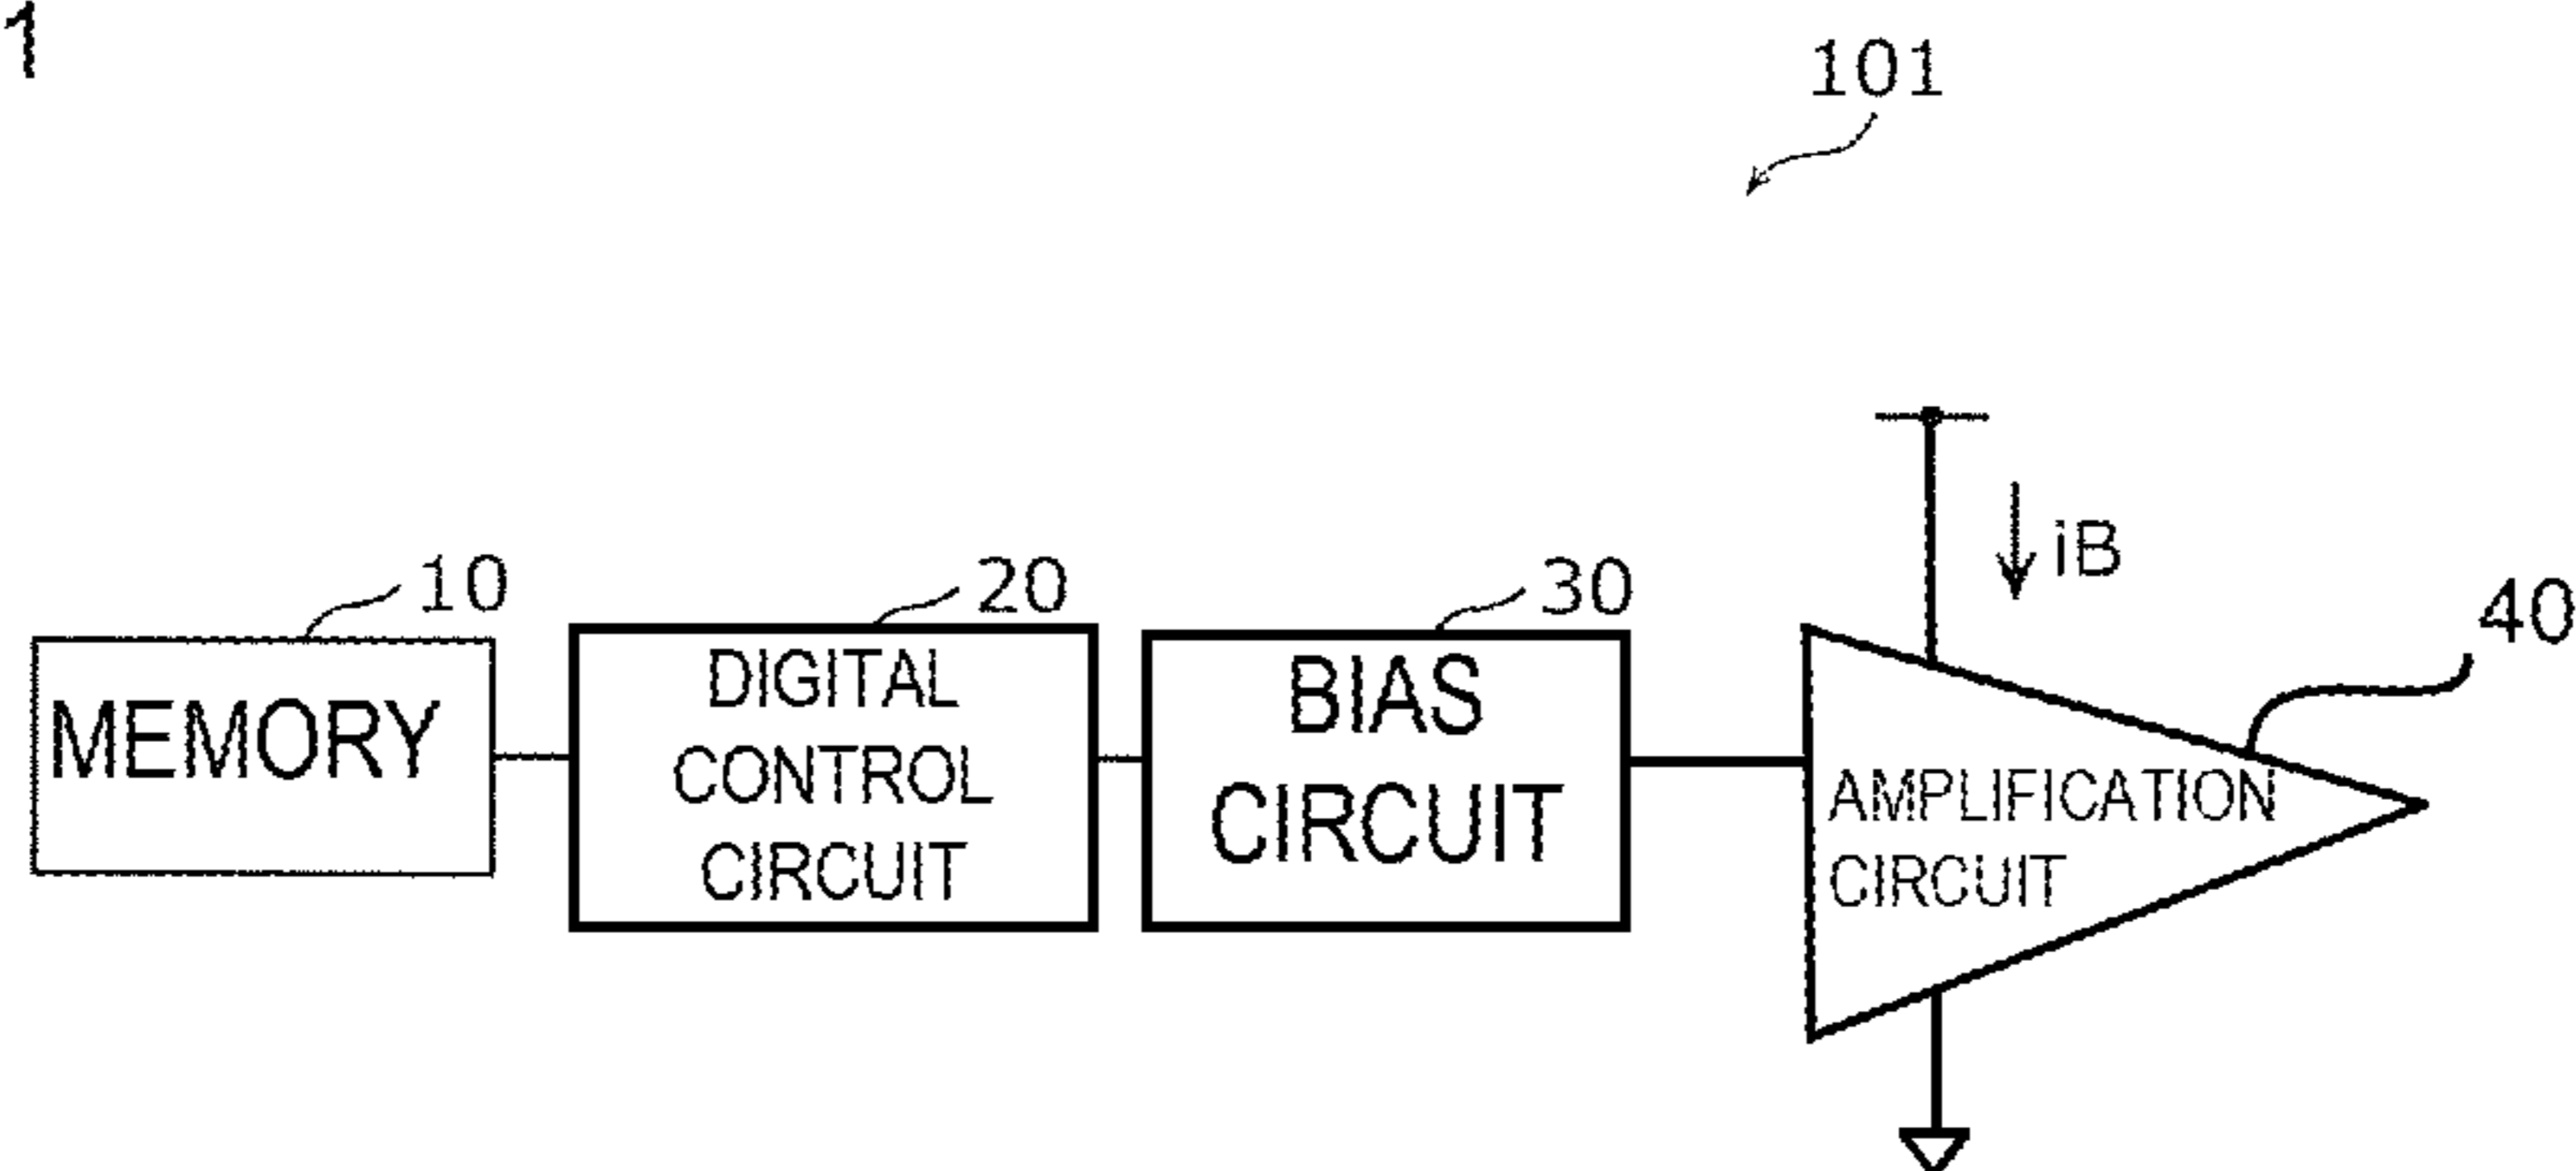 1
101
iB
10
20
30
40
MEMORY
DIGITAL
CONTROL
CIRCUIT
BIAS
CIRCUIT
AMPLIFICATION
CIRCUIT